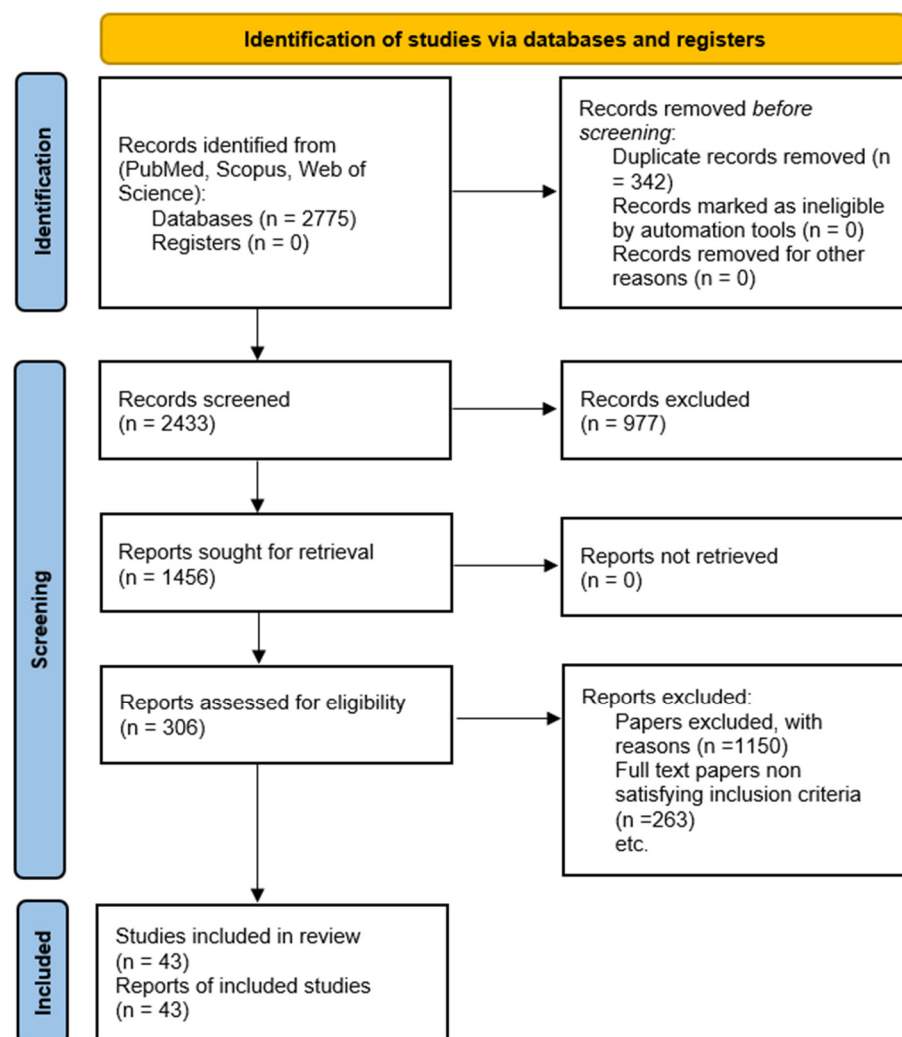 Identification of studies via databases and registers
Identification
Records identified from
(PubMed, Scopus, Web of
Science):
Databases (n = 2775)
Registers (n = 0)
Records removed before
screening:
Duplicate records removed (n
= 342)
Records marked as ineligible
by automation tools (n = 0)
Records removed for other
reasons (n = 0)
Screening
Records screened
(n = 2433)
Records excluded
(n = 977)
Reports sought for retrieval
(n = 1456)
Reports not retrieved
(n = 0)
Reports assessed for eligibility
(n = 306)
Reports excluded:
Papers excluded, with
reasons (n =1150)
Full text papers non
satisfying inclusion criteria
(n =263)
etc.
Included
Studies included in review
(n = 43)
Reports of included studies
(n = 43)